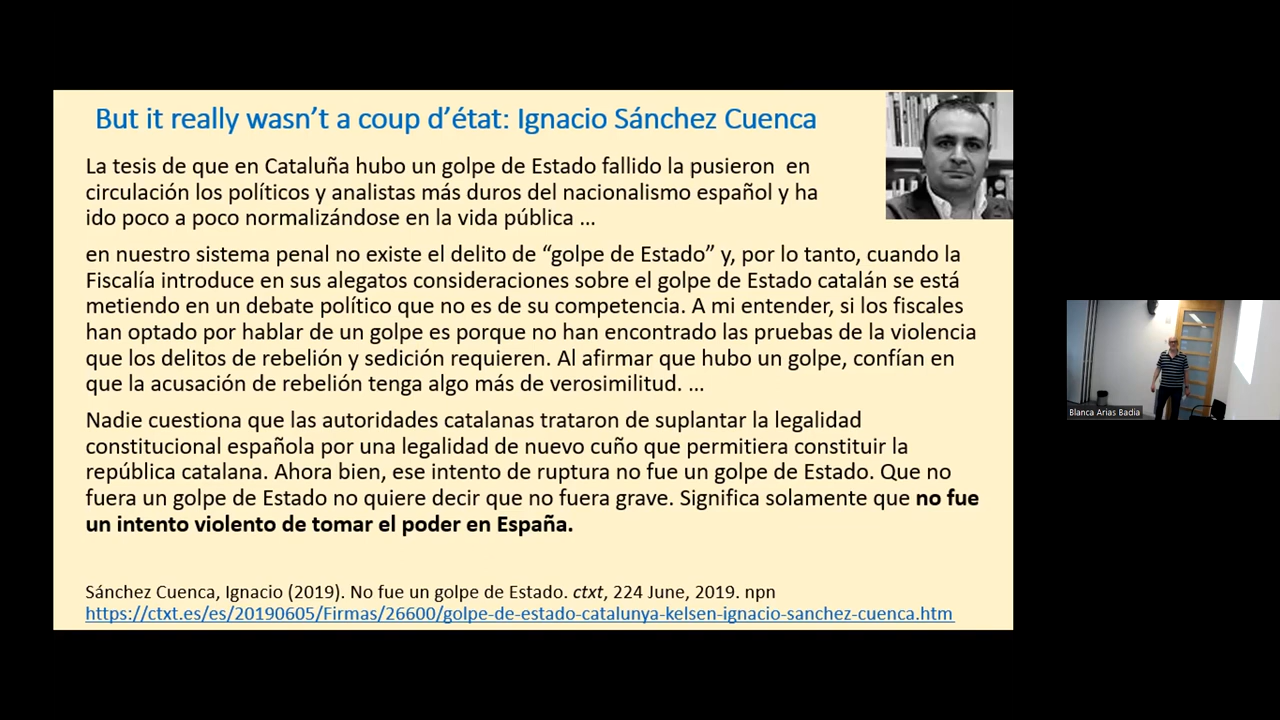 But it really wasn't a coup d'état: Ignacio Sánchez Cuenca
La tesis de que en Cataluña hubo un golpe de Estado fallido la pusieron en
circulación los políticos y analistas más duros del nacionalismo español y ha
ido poco a poco normalizándose en la vida pública ...
en nuestro sistema penal no existe el delito de “golpe de Estado” y, por lo tanto, cuando la
Fiscalía introduce en sus alegatos consideraciones sobre el golpe de Estado catalán se está
metiendo en un debate político que no es de su competencia. A mi entender, si los fiscales
han optado por hablar de un golpe es porque no han encontrado las pruebas de la violencia
que los delitos de rebelión y sedición requieren. Al afirmar que hubo un golpe, confían en
que la acusación de rebelión tenga algo más de verosimilitud. ...
Nadie cuestiona que las autoridades catalanas trataron de suplantar la legalidad
constitucional española por una legalidad de nuevo cuño que permitiera constituir la
república catalana. Ahora bien, ese intento de ruptura no fue un golpe de Estado. Que no
fuera un golpe de Estado no quiere decir que no fuera grave. Significa solamente que no fue
un intento violento de tomar el poder en España.
Sánchez Cuenca, Ignacio (2019). No fue un golpe de Estado. ctxt, 224 June, 2019. npn
https://ctxt.es/es/20190605/Firmas/26600/golpe-de-estado-catalunya-kelsen-ignacio-sanchez-cuenca.htm
Blanca Arias Badia